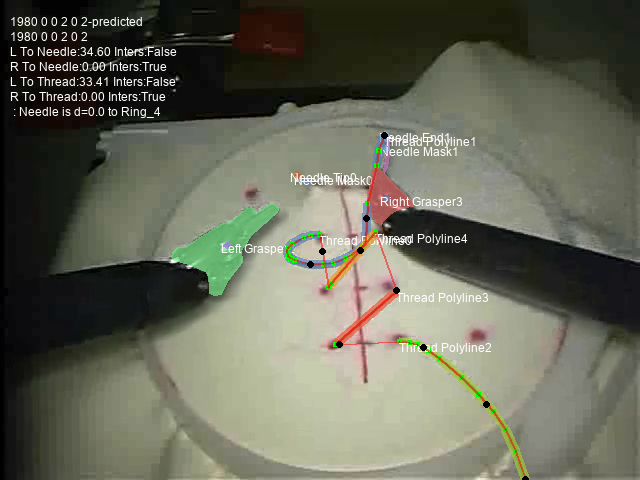 1980 0 0 2 0 2-predicted
1980 0 0 2 0 2
L To Needle:34.60 Inters:False
R To Needle:0.00 Inters:True
L To Thread:33.41 Inters:False
R To Thread:0.00 Inters:True
: Needle is d=0.0 to Ring_4
Needle End1
Thread Polyline1
Needle Mask1
Needle Tip0
Needle Mask0
Right Grasper3
Left Grasper
Thread Polyline0
Thread Polyline4
Thread Polyline3
Thread Polyline2